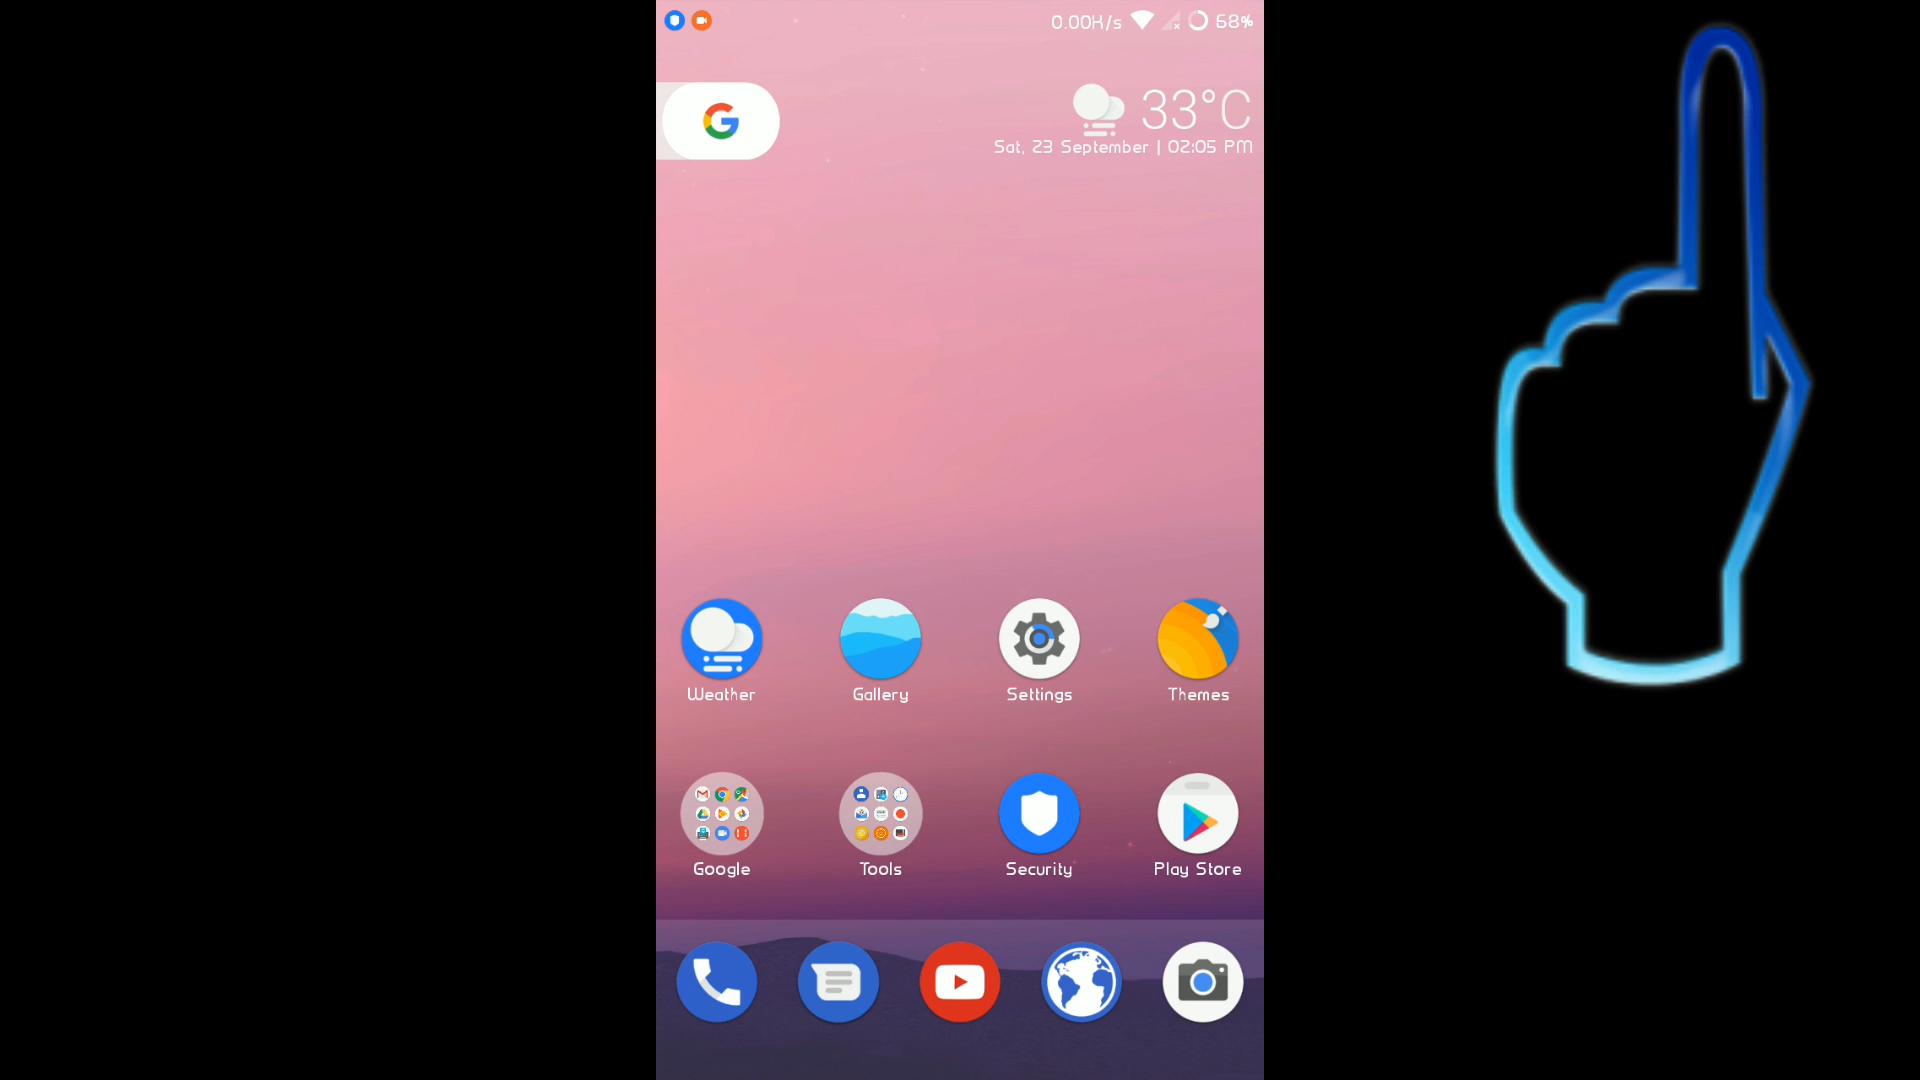 0.00K/s 68%
33°C
Sat, 23 September | 02:05 PM
Weather Gallery Settings Themes
Google Tools Security Play Store